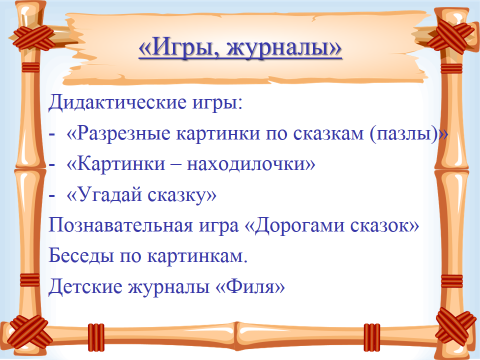 «Игры, журналы»
Дидактические игры:
- «Разрезные картинки по сказкам (пазлы)»
- «Картинки – находилочки»
- «Угадай сказку»
Познавательная игра «Дорогами сказок»
Беседы по картинкам.
Детские журналы «Филя»